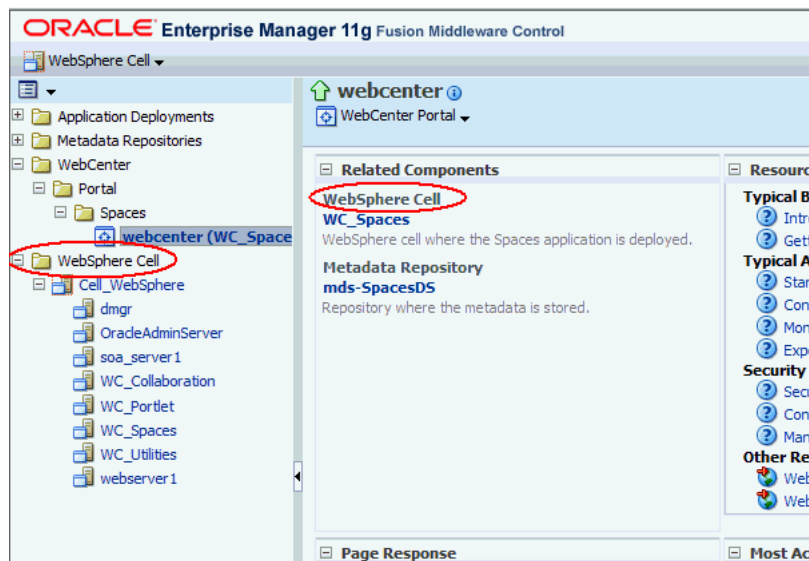 ORACLE Enterprise Manager 11g Fusion Middleware Control
WebSphere Cell
Application Deployments
Metadata Repositories
WebCenter
Portal
Spaces
webcenter (WC_Space
WebSphere Cell
Cell_WebSphere
dmgr
OracleAdminServer
soa_server1
WC_Collaboration
WC_Portlet
WC_Spaces
WC_Utilities
webserver1
webcenter
WebCenter Portal
Related Components
WebSphere Cell
WC_Spaces
WebSphere cell where the Spaces application is deployed.
Metadata Repository
mds-SpacesDS
Repository where the metadata is stored.
Page Response
Resourc
Typical B
Intr
Gett
Typical A
Star
Con
Mon
Exp
Security
Secu
Con
Man
Other Re
Web
Web
Most Ac